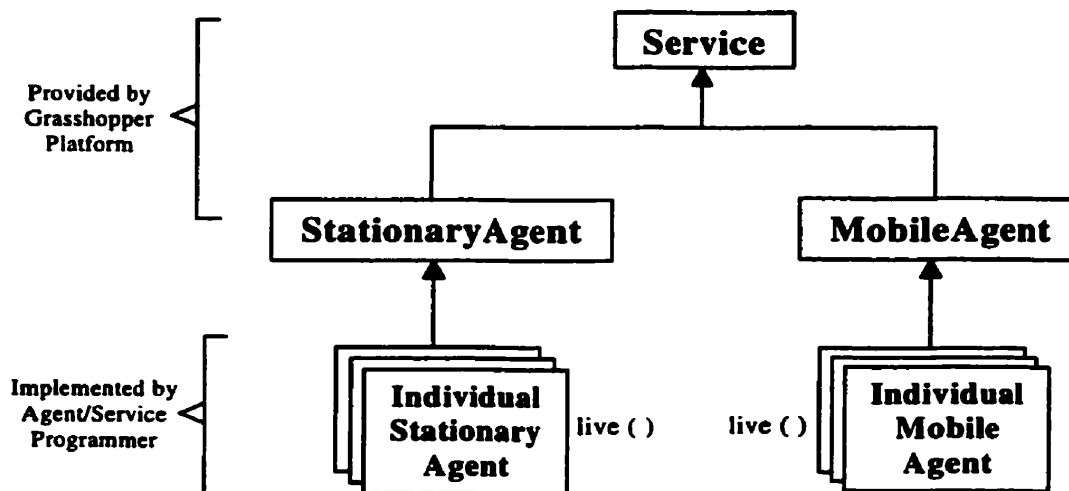 Service
Provided by
Grasshopper
Platform
StationaryAgent
MobileAgent
Implemented by
Agent/Service
Programmer
Individual
Stationary
Agent
live ( )
live ( )
Individual
Mobile
Agent